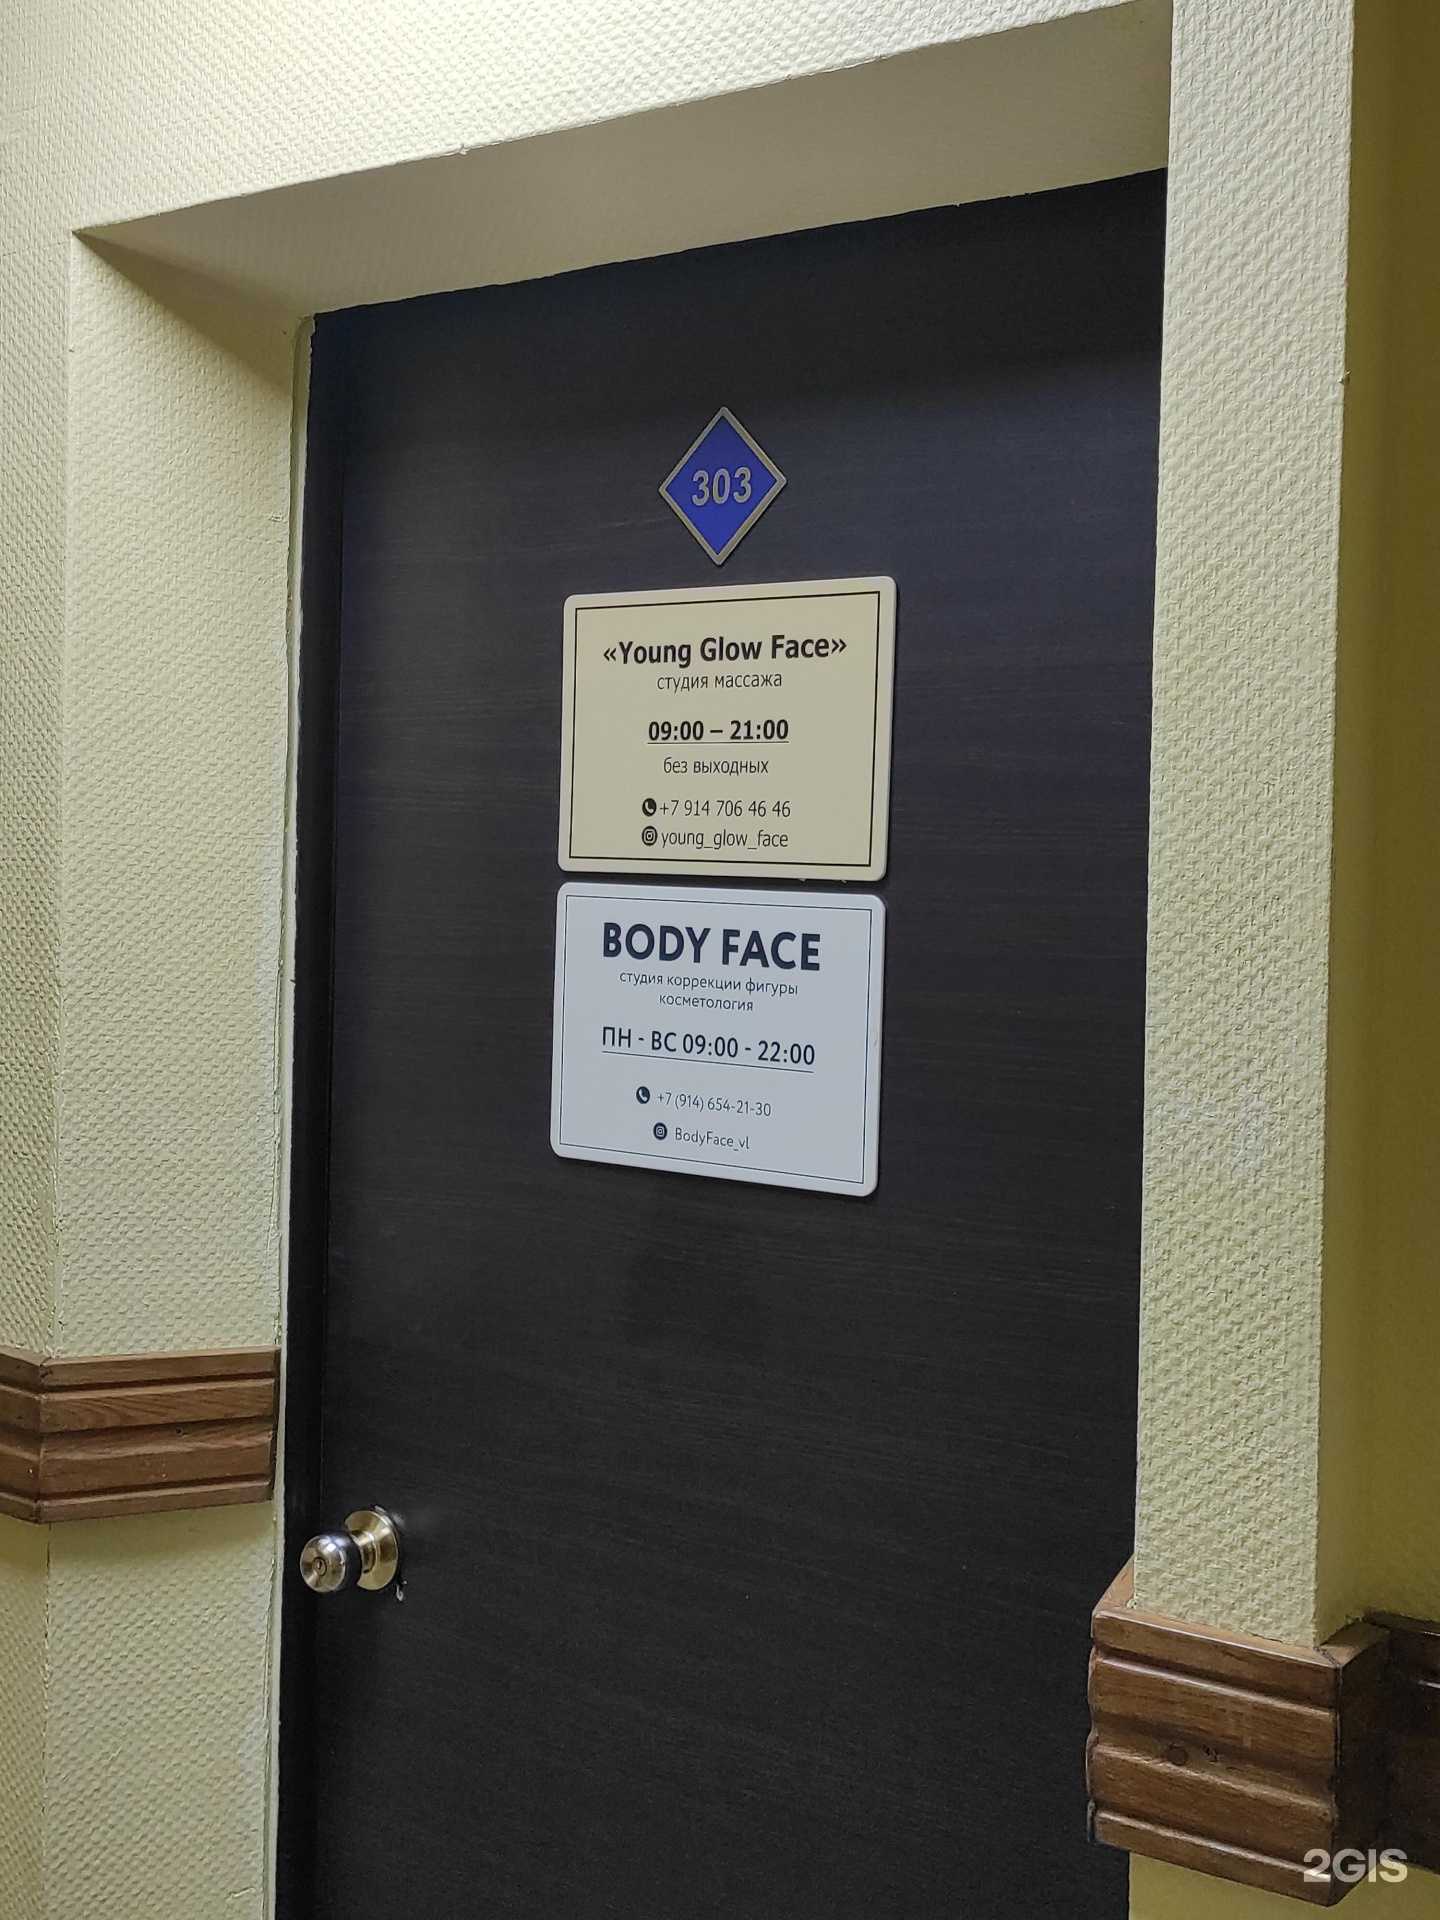 303
«Young Glow Face»
студия массажа
09:00 – 21:00
без выходных
+7 914 706 46 46
young_glow_face
BODY FACE
студия коррекции фигуры
косметология
ПН - ВС 09:00 - 22:00
+7 (914) 654-21-30
BodyFace_vl
2GIS